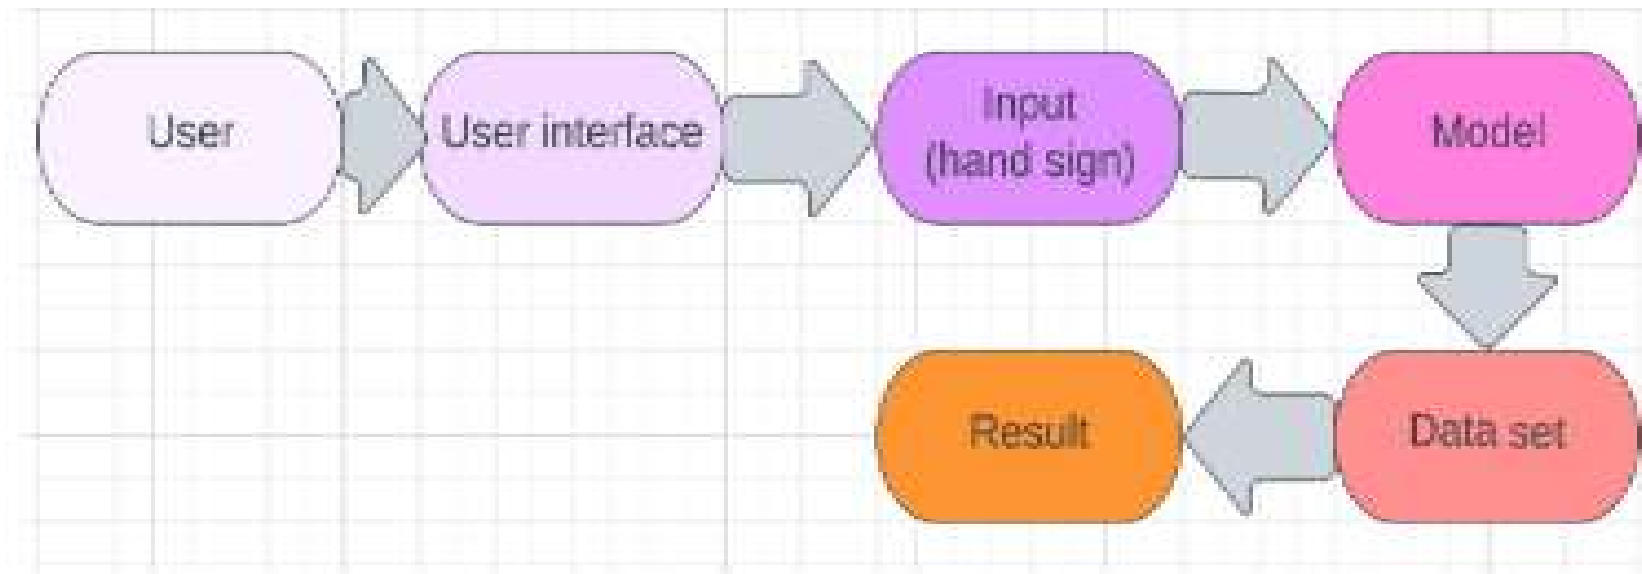 User
User interface
Input
(hand sign)
Model
Data set
Result